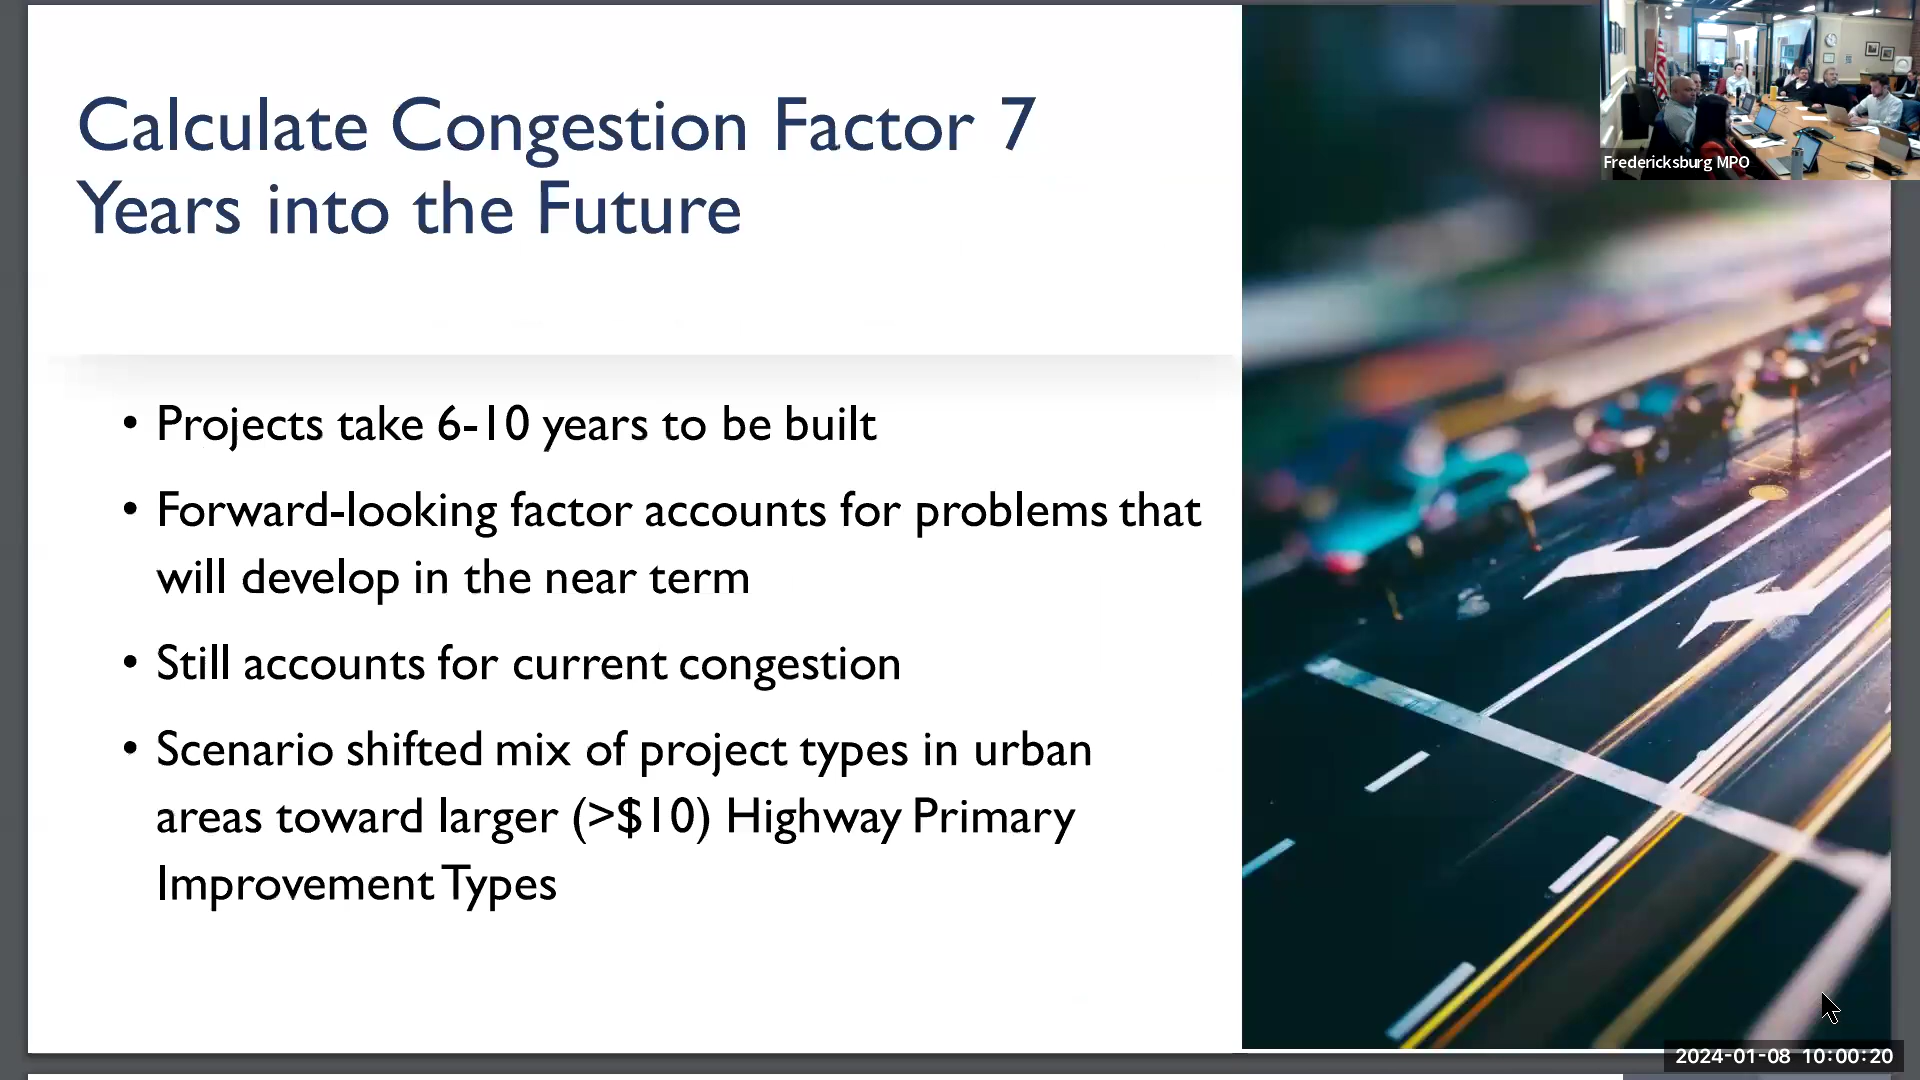 Calculate Congestion Factor 7
Years into the Future
• Projects take 6-10 years to be built
• Forward-looking factor accounts for problems that
will develop in the near term
• Still accounts for current congestion
• Scenario shifted mix of project types in urban
areas toward larger (>$10) Highway Primary
Improvement Types
Fredericksburg MPO
2024-01-08 10:00:20